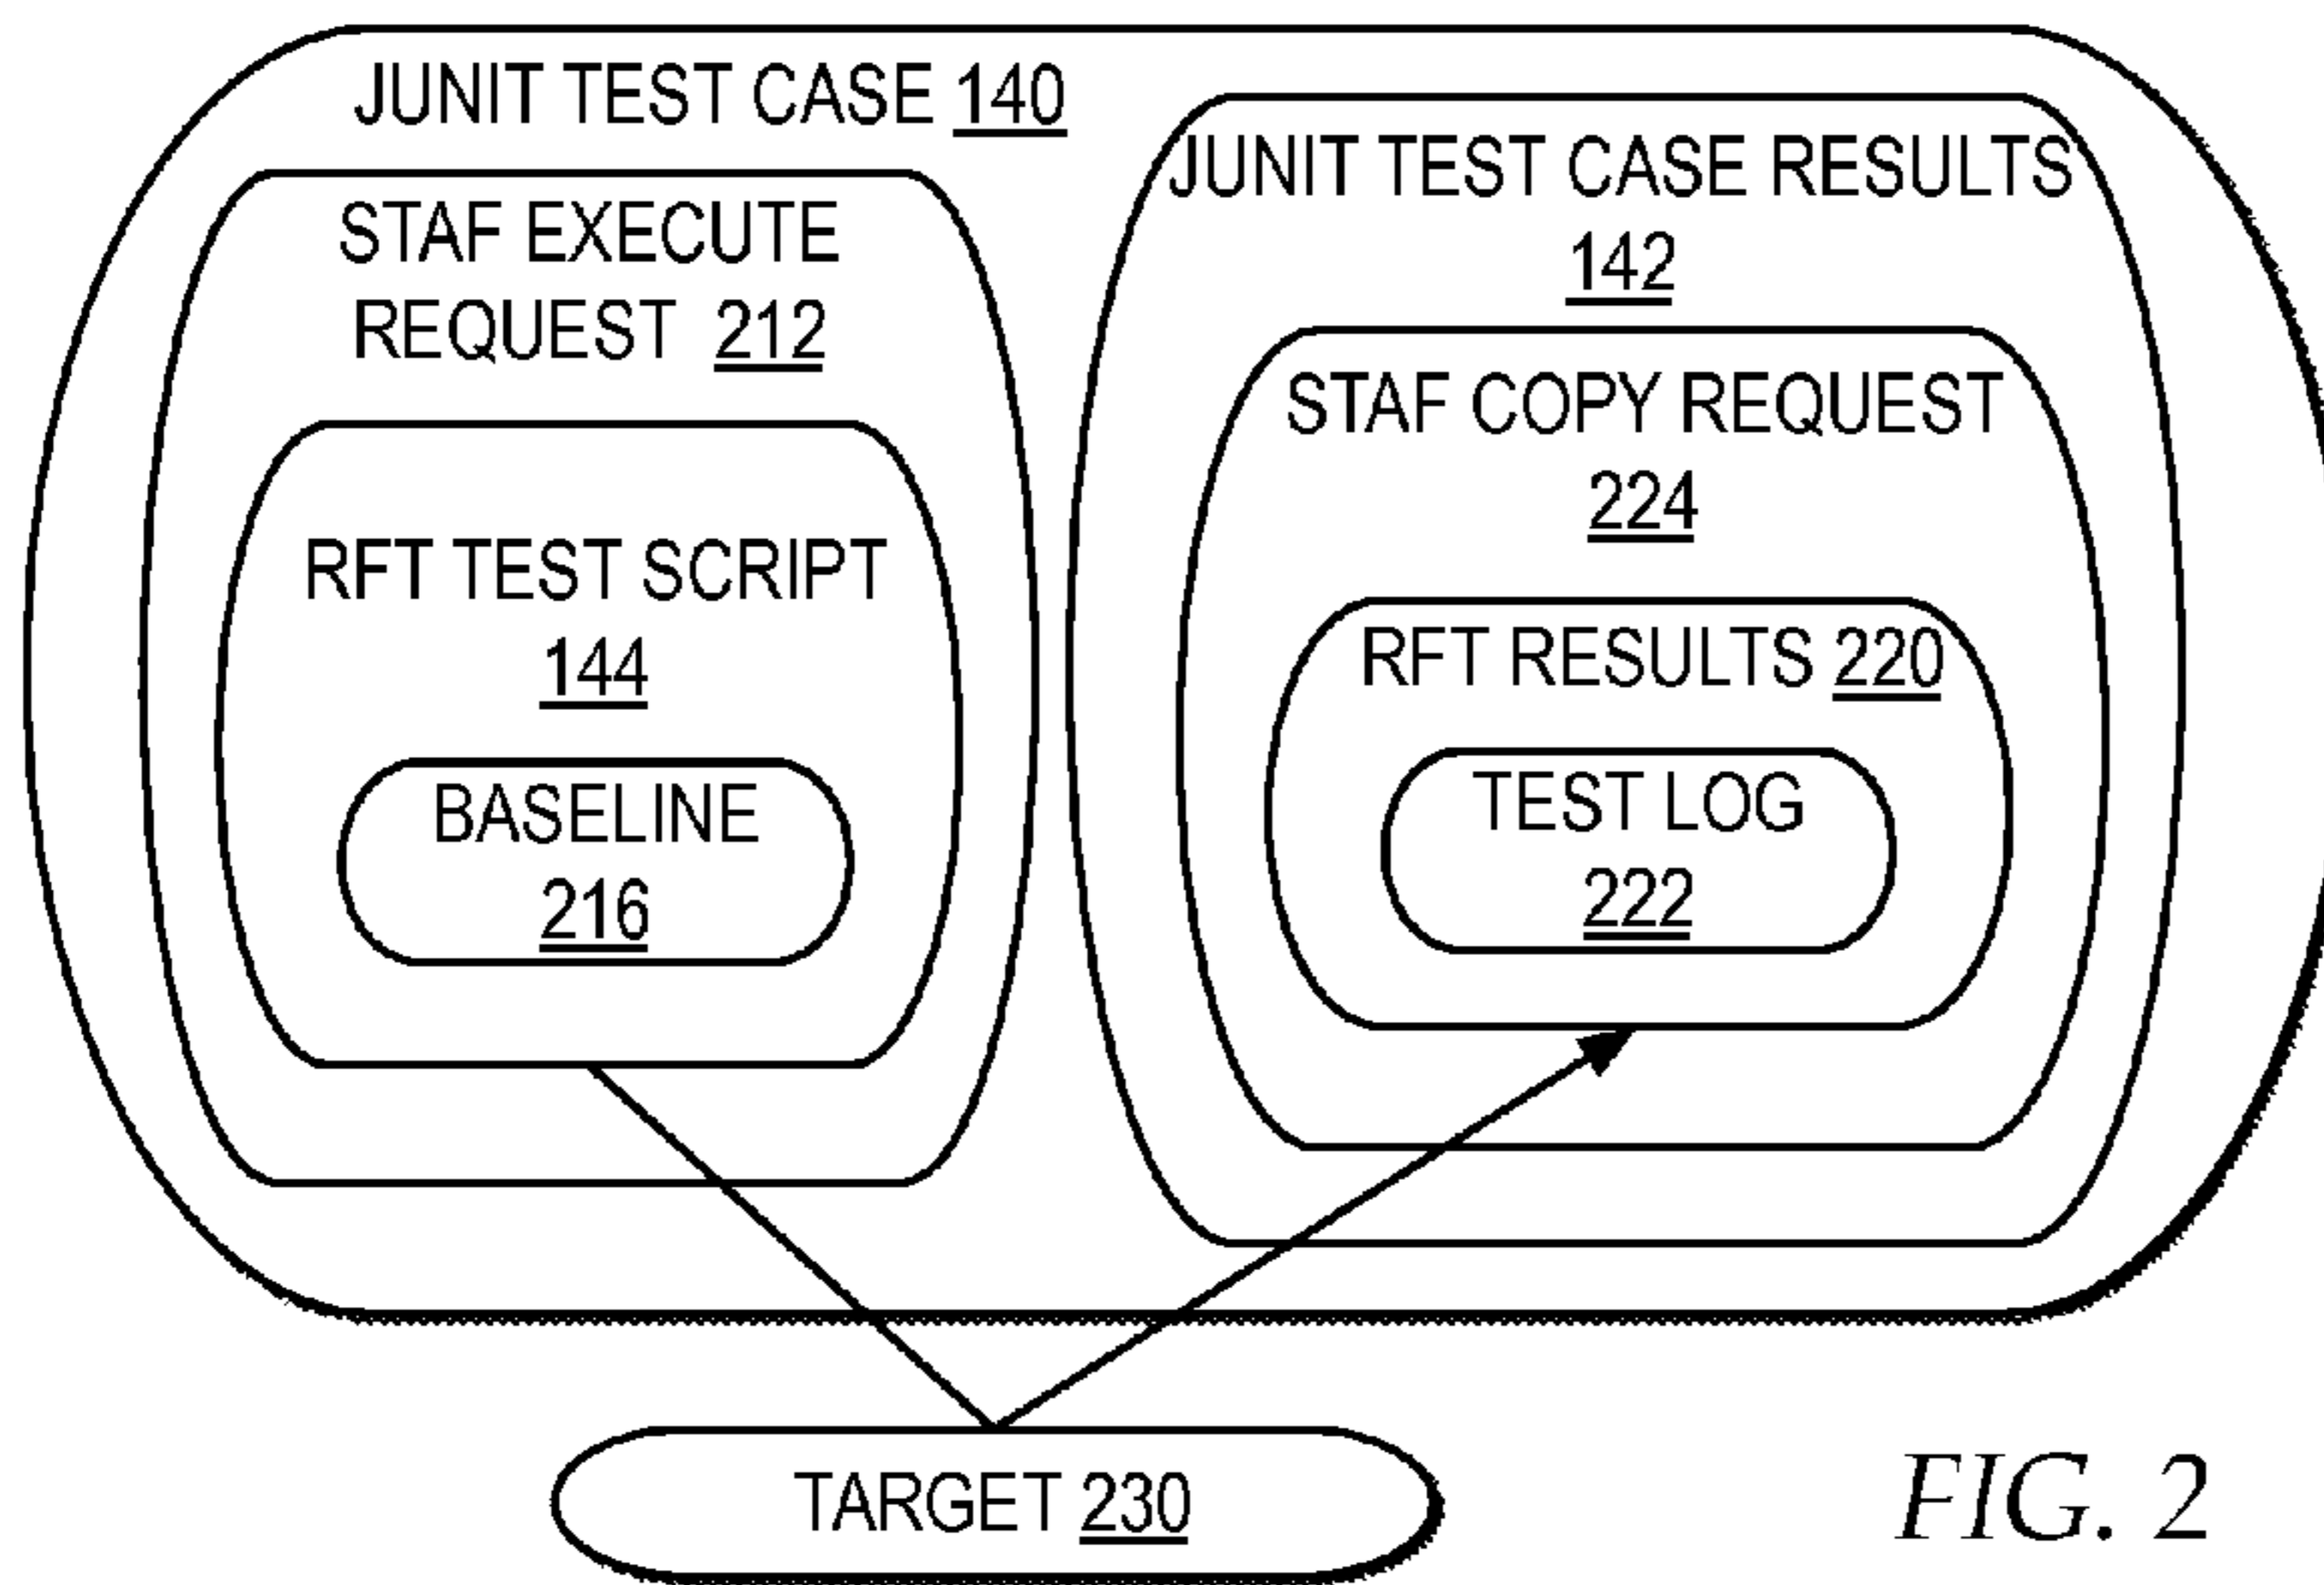 JUNIT TEST CASE 140
STAF EXECUTE
REQUEST 212
RFT TEST SCRIPT
144
BASELINE
216
JUNIT TEST CASE RESULTS
142
STAF COPY REQUEST
224
RFT RESULTS 220
TEST LOG
222
TARGET 230
FIG. 2